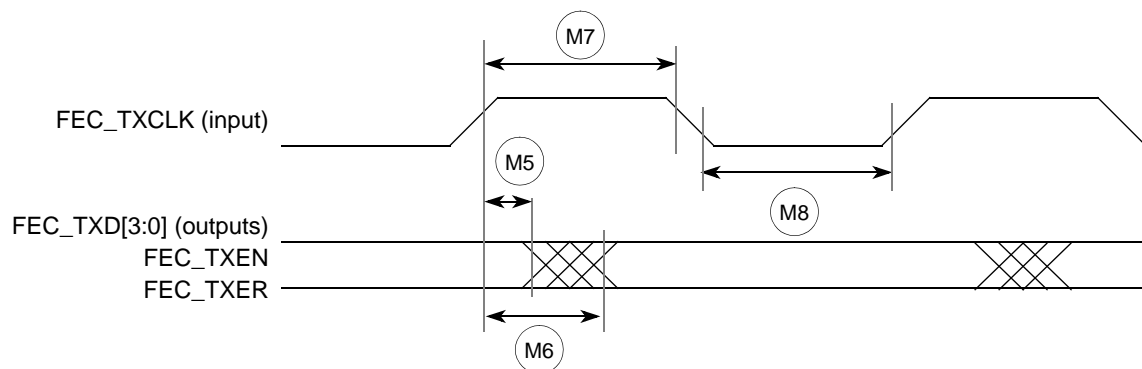 M7
FEC_TXCLK (input)
M5
M8
FEC_TXD[3:0] (outputs)
FEC_TXEN
FEC_TXER
M6